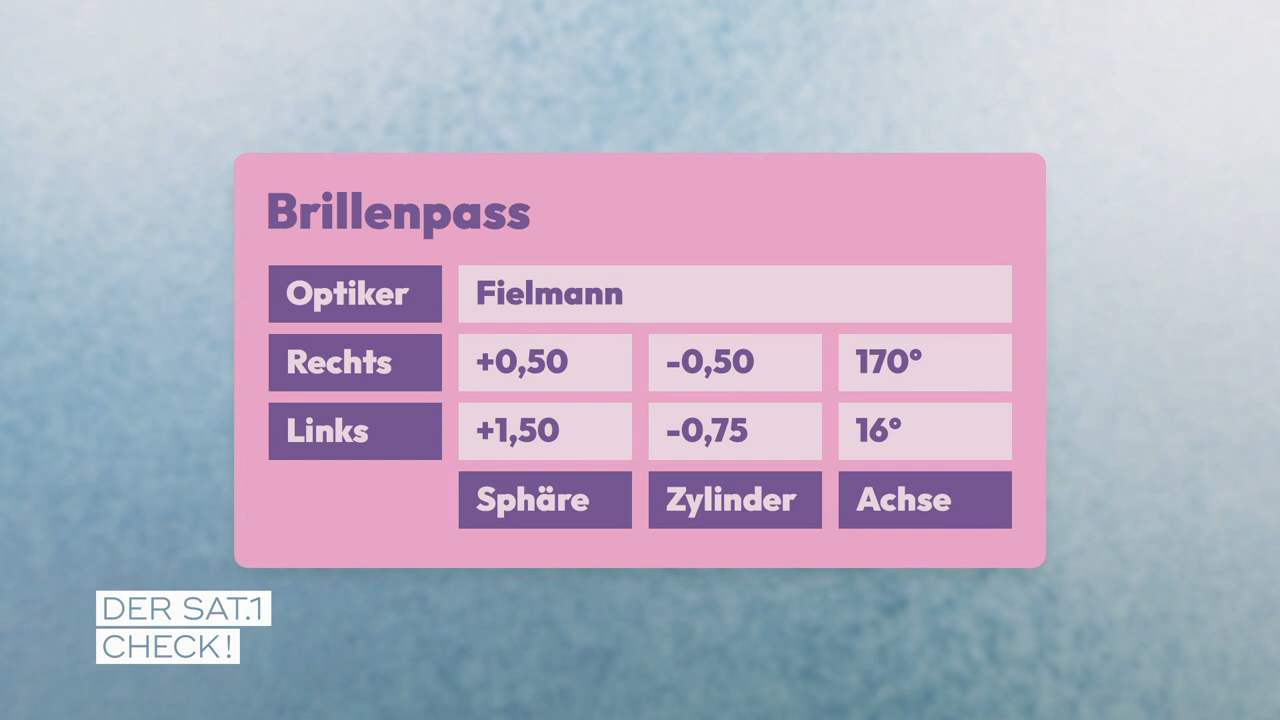 Brillenpass
Optiker Fielmann
Rechts +0,50 -0,50 170°
Links +1,50 -0,75 16°
Sphäre Zylinder Achse
DER SAT.1
CHECK!